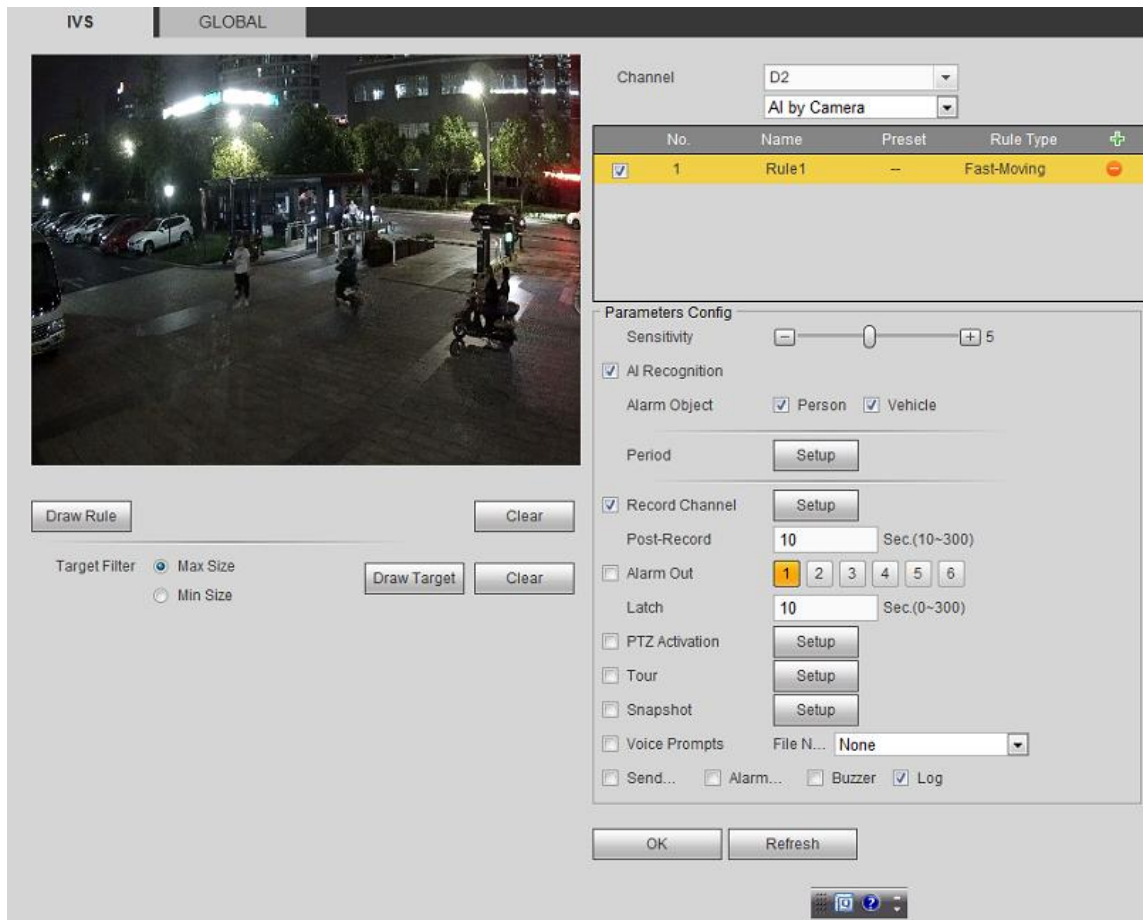 IVS GLOBAL
Channel D2
AI by Camera
No. Name Preset Rule Type
1 Rule1 -- Fast-Moving
Parameters Config
Sensitivity 5
AI Recognition
Alarm Object Person Vehicle
Period Setup
Record Channel Setup
Post-Record 10 Sec.(10~300)
Alarm Out 1 2 3 4 5 6
Latch 10 Sec.(0~300)
PTZ Activation Setup
Tour Setup
Snapshot Setup
Voice Prompts File N... None
Send... Alarm... Buzzer Log
OK Refresh
Draw Rule Clear
Target Filter Max Size Draw Target Clear
Min Size